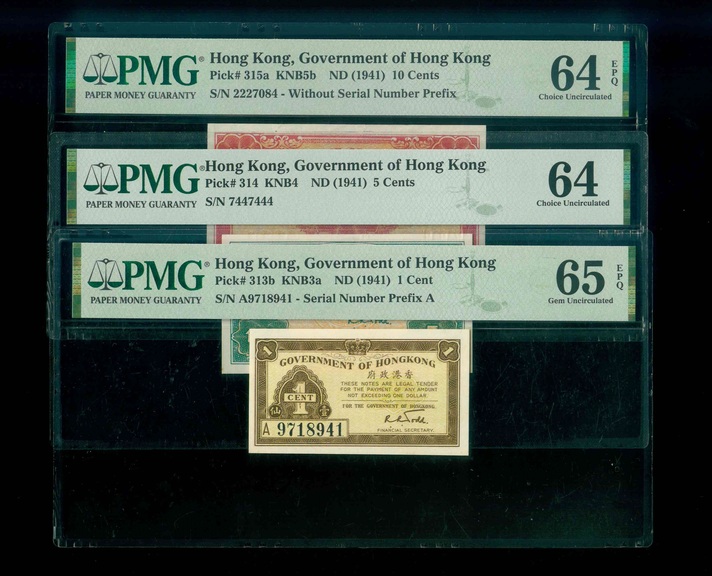 PMG®
PAPER MONEY GUARANTY
Hong Kong, Government of Hong Kong
Pick# 315a KNB5b ND (1941) 10 Cents
S/N 2227084 - Without Serial Number Prefix
64 EPQ
Choice Uncirculated
PMG®
PAPER MONEY GUARANTY
Hong Kong, Government of Hong Kong
Pick# 314 KNB4 ND (1941) 5 Cents
S/N 7447444
64
Choice Uncirculated
PMG®
PAPER MONEY GUARANTY
Hong Kong, Government of Hong Kong
Pick# 313b KNB3a ND (1941) 1 Cent
S/N A9718941 - Serial Number Prefix A
65 EPQ
Gem Uncirculated
1 1
GOVERNMENT OF HONGKONG
府政港香
THESE NOTES ARE LEGAL TENDER
FOR THE PAYMENT OF ANY AMOUNT
NOT EXCEEDING ONE DOLLAR
FOR THE GOVERNMENT OF HONGKONG.
1
CENT
仙 壹
A 9718941
FINANCIAL SECRETARY.